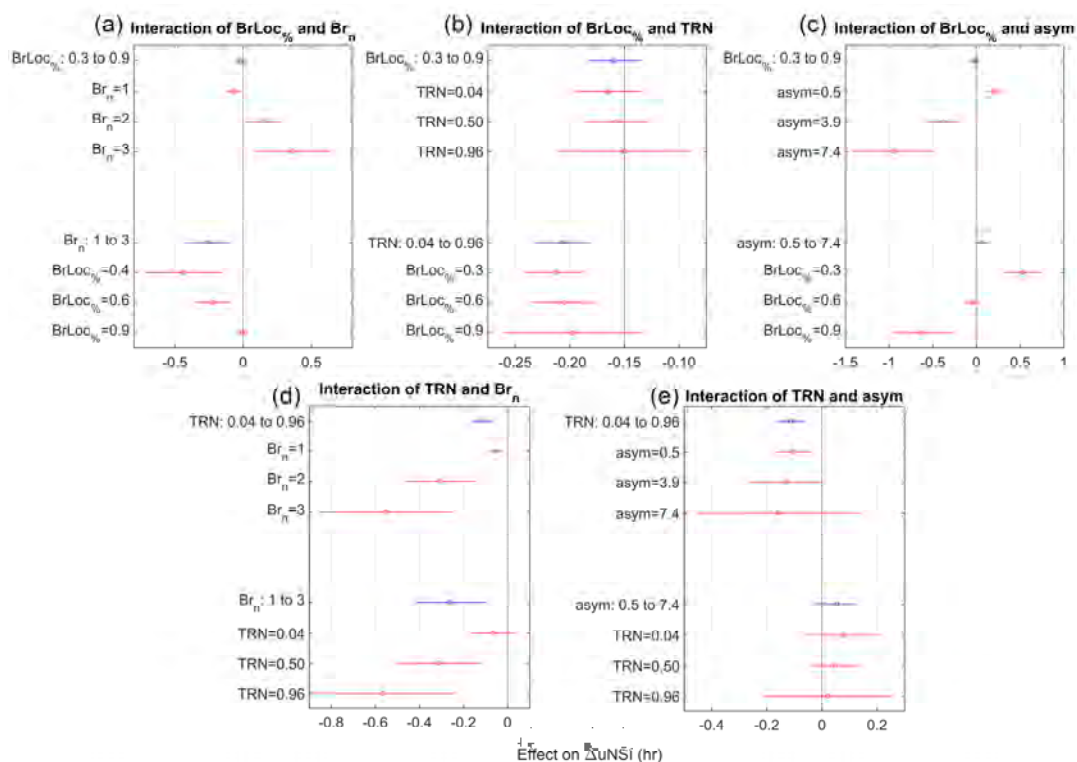 (a) Interaction of BrLoc% and Brn
BrLoc%: 0.3 to 0.9
Brn=1
Brn=2
Brn=3
Brn: 1 to 3
BrLoc%=0.4
BrLoc%=0.6
BrLoc%=0.9
-0.5 0 0.5
(b) Interaction of BrLoc% and TRN
BrLoc%: 0.3 to 0.9
TRN=0.04
TRN=0.50
TRN=0.96
TRN: 0.04 to 0.96
BrLoc%=0.3
BrLoc%=0.6
BrLoc%=0.9
-0.25 -0.20 -0.15 -0.10
(c) Interaction of BrLoc% and asym
BrLoc%: 0.3 to 0.9
asym=0.5
asym=3.9
asym=7.4
asym: 0.5 to 7.4
BrLoc%=0.3
BrLoc%=0.6
BrLoc%=0.9
-1.5 -1 -0.5 0 0.5 1
(d) Interaction of TRN and Brn
TRN: 0.04 to 0.96
Brn=1
Brn=2
Brn=3
Brn: 1 to 3
TRN=0.04
TRN=0.50
TRN=0.96
-0.8 -0.6 -0.4 -0.2 0
(e) Interaction of TRN and asym
TRN: 0.04 to 0.96
asym=0.5
asym=3.9
asym=7.4
asym: 0.5 to 7.4
TRN=0.04
TRN=0.50
TRN=0.96
-0.4 -0.2 0 0.2
Effect on (hr)